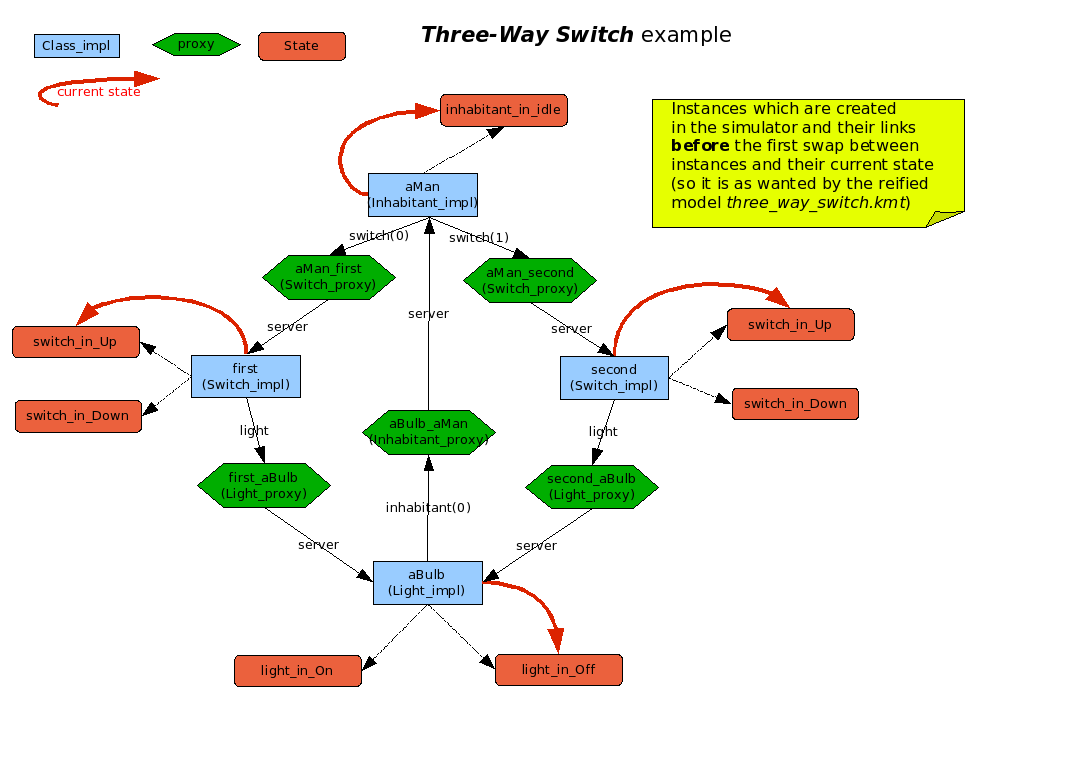 Three-Way Switch example
Class_impl
proxy
State
current state
inhabitant_in_idle
Instances which are created
in the simulator and their links
before the first swap between
instances and their current state
(so it is as wanted by the reified
model three_way_switch.kmt)
aMan
(Inhabitant_impl)
switch(0)
switch(1)
aMan_first
(Switch_proxy)
aMan_second
(Switch_proxy)
server
server
server
switch_in_Up
switch_in_Up
first
(Switch_impl)
second
(Switch_impl)
switch_in_Down
switch_in_Down
light
aBulb_aMan
(Inhabitant_proxy)
light
first_aBulb
(Light_proxy)
second_aBulb
(Light_proxy)
inhabitant(0)
server
server
aBulb
(Light_impl)
light_in_On
light_in_Off